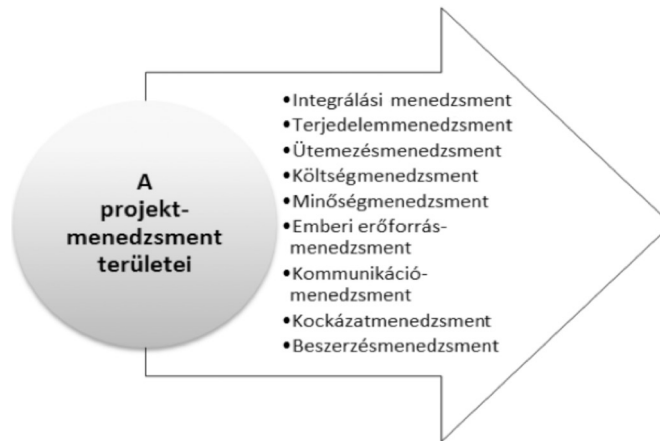 A
projekt-
menedzsment
területei
•Integrálási menedzsment
•Terjedelemmenedzsment
•Ütemezésmenedzsment
•Költségmenedzsment
•Minőségmenedzsment
•Emberi erőforrás-
menedzsment
•Kommunikáció-
menedzsment
•Kockázatmenedzsment
•Beszerzésmenedzsment